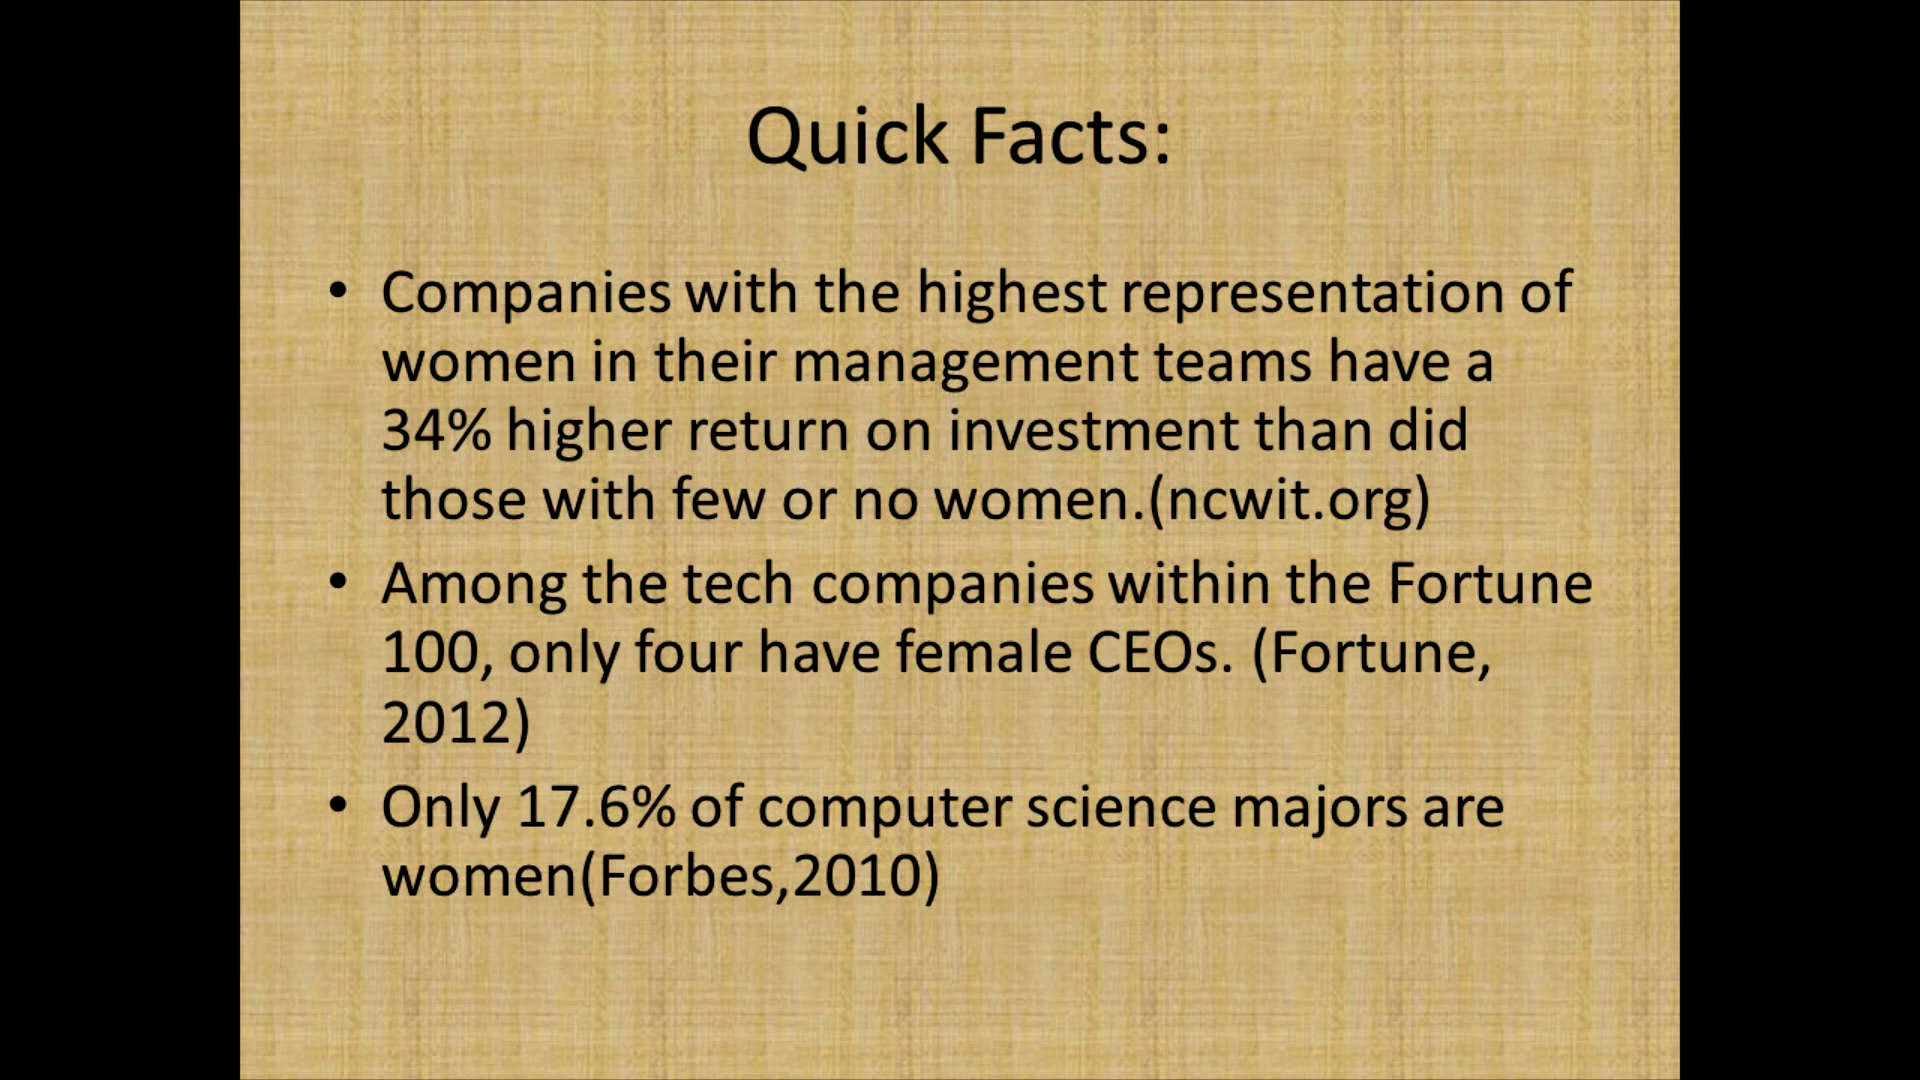 Quick Facts:
• Companies with the highest representation of
women in their management teams have a
34% higher return on investment than did
those with few or no women.(ncwit.org)
• Among the tech companies within the Fortune
100, only four have female CEOs. (Fortune,
2012)
• Only 17.6% of computer science majors are
women(Forbes,2010)